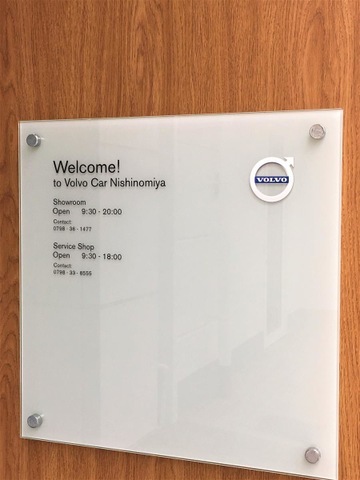 Welcome!
to Volvo Car Nishinomiya
VOLVO
Showroom
Open 9:30 - 20:00
Contact:
0798 - 38 - 1477
Service Shop
Open 9:30 - 18:00
Contact:
0798 - 33 - 8555